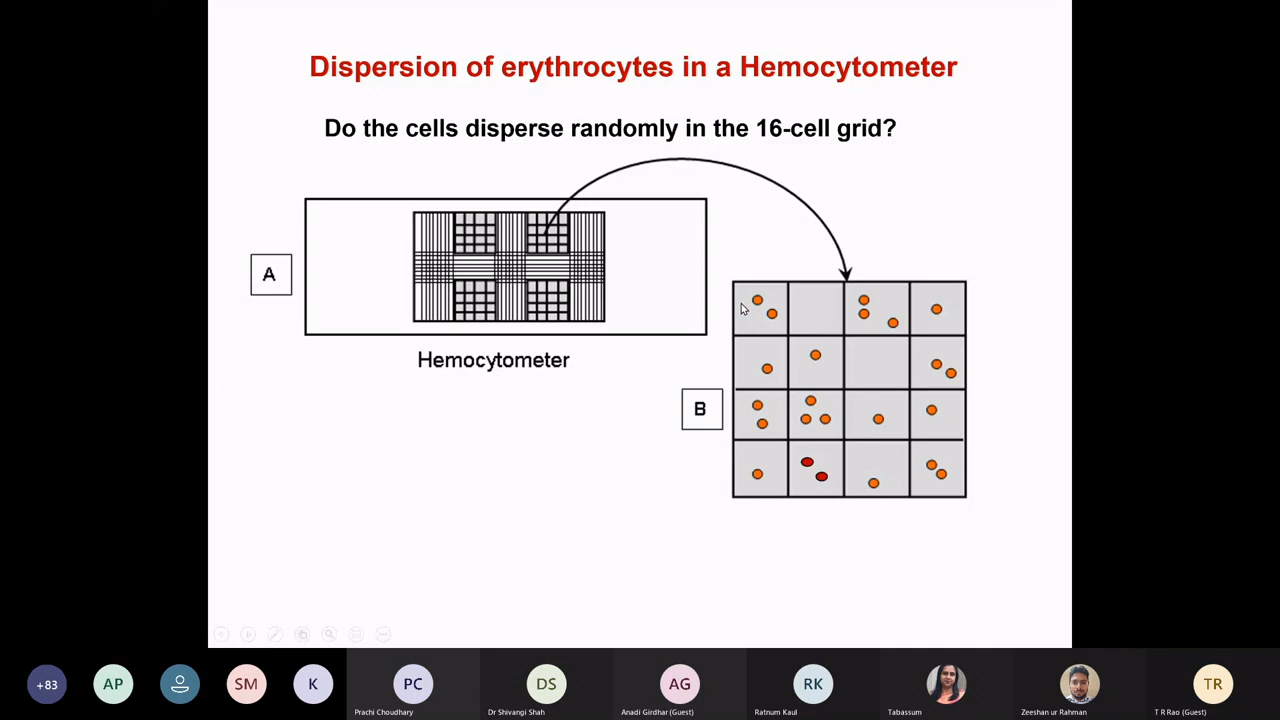 Dispersion of erythrocytes in a Hemocytometer
Do the cells disperse randomly in the 16-cell grid?
A
Hemocytometer
B
+83
AP
SM
K
PC
DS
AG
RK
TR
Prachi Choudhary
Dr Shivangi Shah
Anadi Girdhar (Guest)
Ratnum Kaul
Tabassum
Zeeshan ur Rahman
T R Rao (Guest)